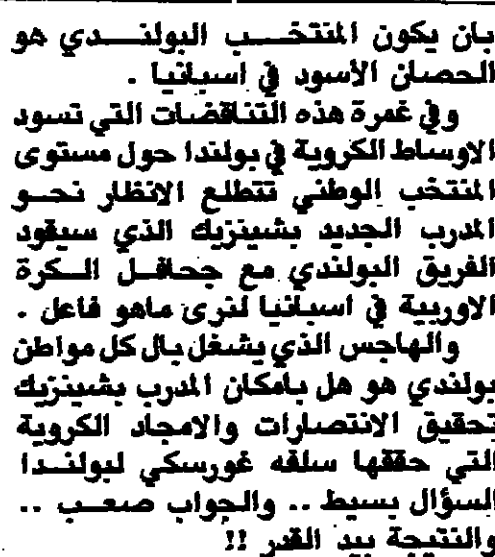 بان يكون المنتخب البولندي هو
الحصان الأسود في اسبانيا .
وفي غمرة هذه التناقضات التي تسود
الاوساط الكروية في بولندا حول مستوى
المنتخب الوطني تتطلع الانظار نحو
المدرب الجديد بشينزيك الذي سيقود
الفريق البولندي مع جحافل الكرة
الاوربية في اسبانيا لنرى ماهو فاعل .
والهاجس الذي يشغل بال كل مواطن
بولندي هو هل بامكان المدرب بشينزيك
تحقيق الانتصارات والامجاد الكروية
التي حققها سلفه غورسكي لبولندا
السؤال بسيط .. والجواب صعب ..
والنتيجة بيد القدر !!